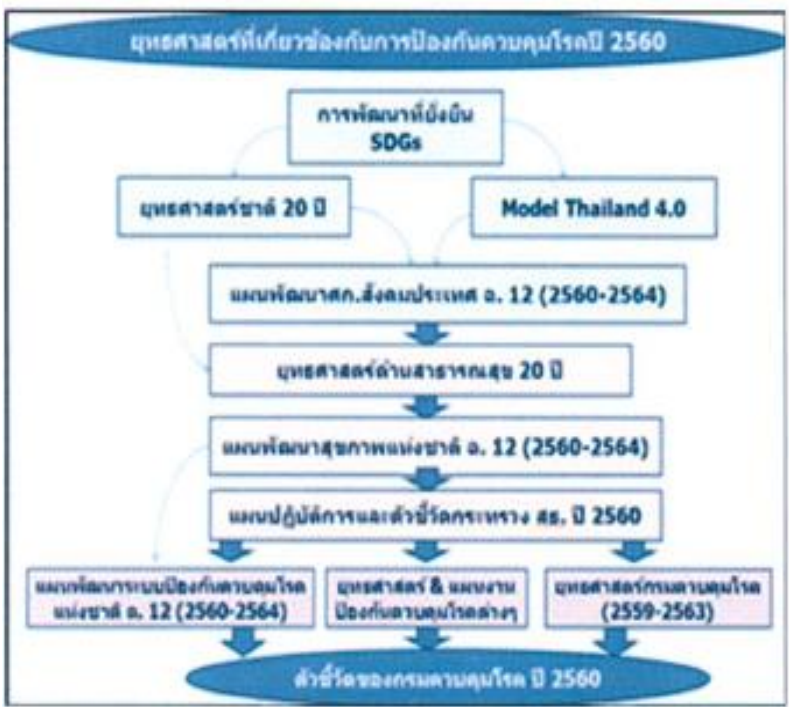 ยุทธศาสตร์ที่เกี่ยวข้องกับการป้องกันควบคุมโรคปี 2560
การพัฒนาที่ยั่งยืน
SDGs
ยุทธศาสตร์ชาติ 20 ปี
Model Thailand 4.0
แผนพัฒนาศก.สังคมประเทศ ฉ. 12 (2560-2564)
ยุทธศาสตร์ด้านสาธารณสุข 20 ปี
แผนพัฒนาสุขภาพแห่งชาติ ฉ. 12 (2560-2564)
แผนปฏิบัติการและตัวชี้วัดกระทรวง สธ. ปี 2560
แผนพัฒนาระบบป้องกันควบคุมโรค
แห่งชาติ ฉ. 12 (2560-2564)
ยุทธศาสตร์ & แผนงาน
ป้องกันควบคุมโรคต่างๆ
ยุทธศาสตร์กรมควบคุมโรค
(2559-2563)
ตัวชี้วัดของกรมควบคุมโรค ปี 2560